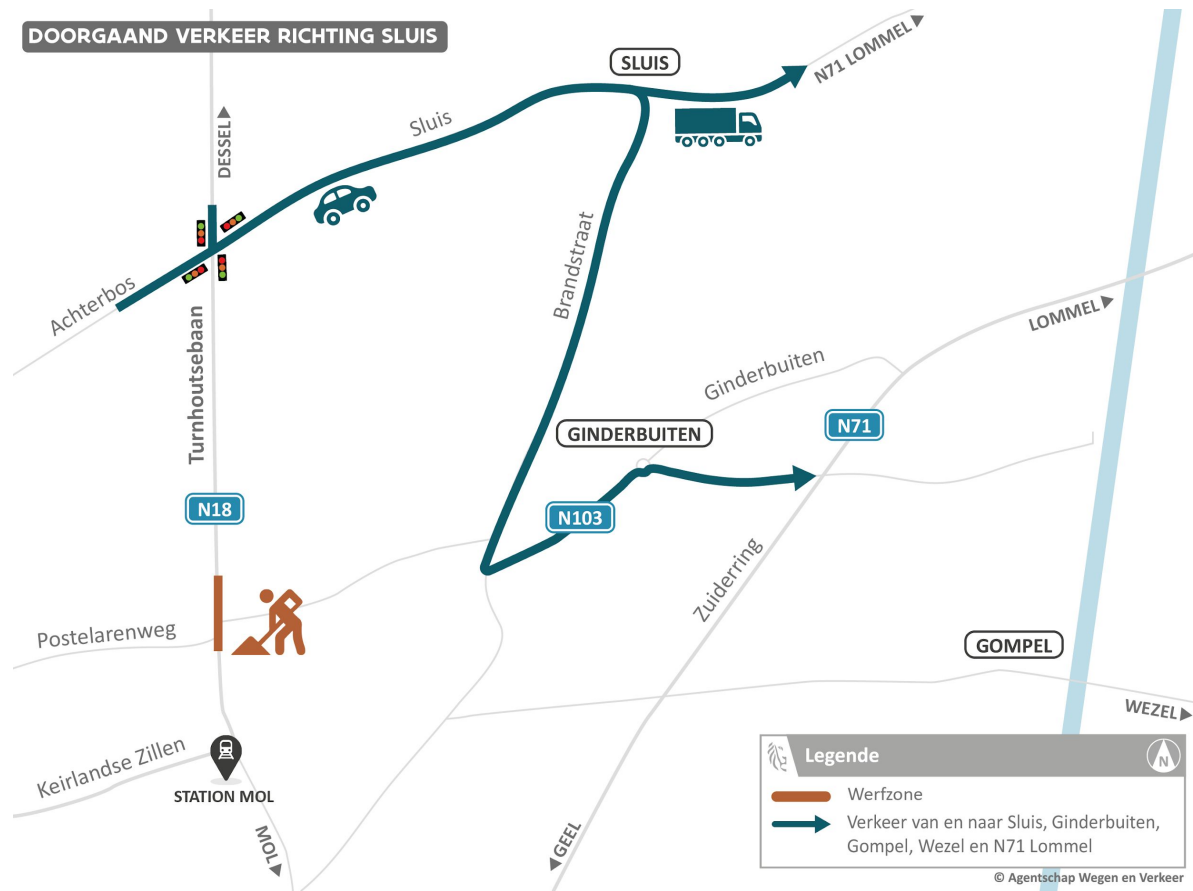 DOORGAAND VERKEER RICHTING SLUIS
N71 LOMMEL
SLUIS
Sluis
DESSEL
Achterbos
Brandstraat
LOMMEL
Turnhoutsebaan
Ginderbuiten
N71
GINDERBUITEN
N18
N103
Zuiderring
Postelarenweg
GOMPEL
WEZEL
Keirlandse Zillen
STATION MOL
MOL
GEEL
Legende
N
Werfzone
Verkeer van en naar Sluis, Ginderbuiten,
Gompel, Wezel en N71 Lommel
© Agentschap Wegen en Verkeer